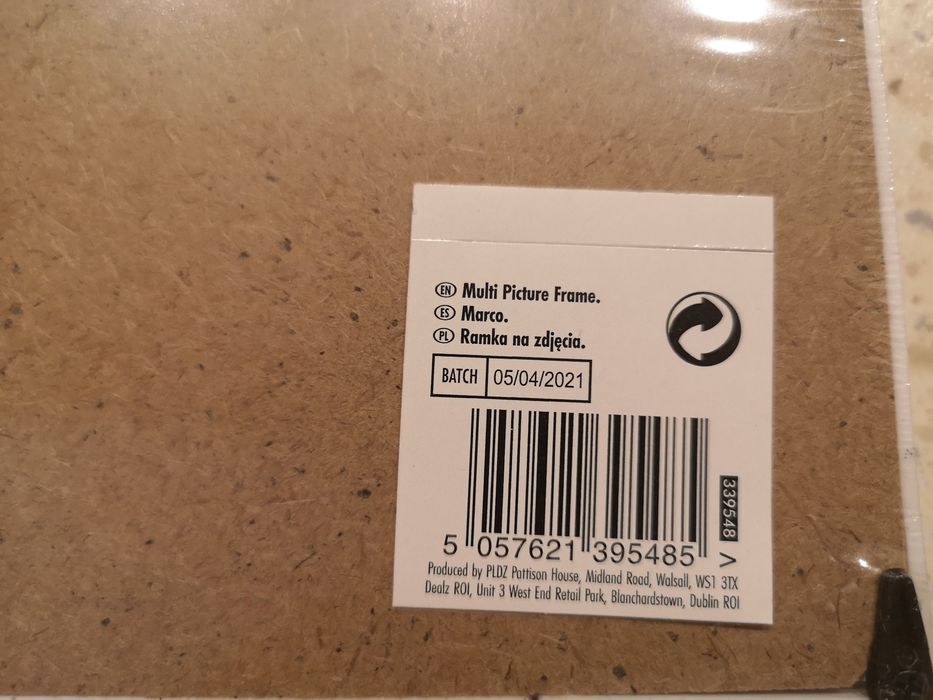 EN Multi Picture Frame.
ES Marco.
PL Ramka na zdjęcia.
BATCH 05/04/2021
339548
5 057621 395485 >
Produced by PLDZ Pattison House, Midland Road, Walsall, WS1 3TX
Dealz ROI, Unit 3 West End Retail Park, Blanchardstown, Dublin ROI